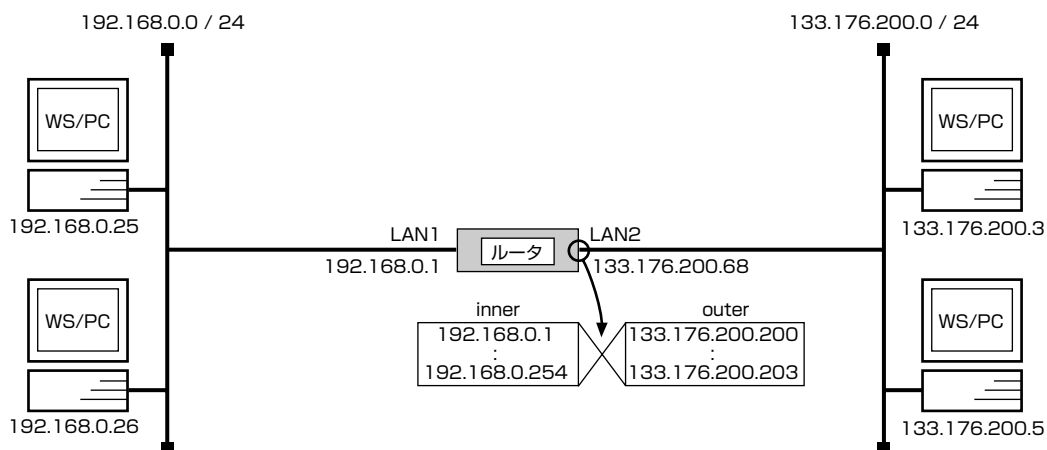 192.168.0.0 / 24
133.176.200.0 / 24
WS/PC
192.168.0.25
WS/PC
133.176.200.3
LAN1
192.168.0.1
ルータ
LAN2
133.176.200.68
inner
192.168.0.1
:
192.168.0.254
outer
133.176.200.200
:
133.176.200.203
WS/PC
192.168.0.26
WS/PC
133.176.200.5